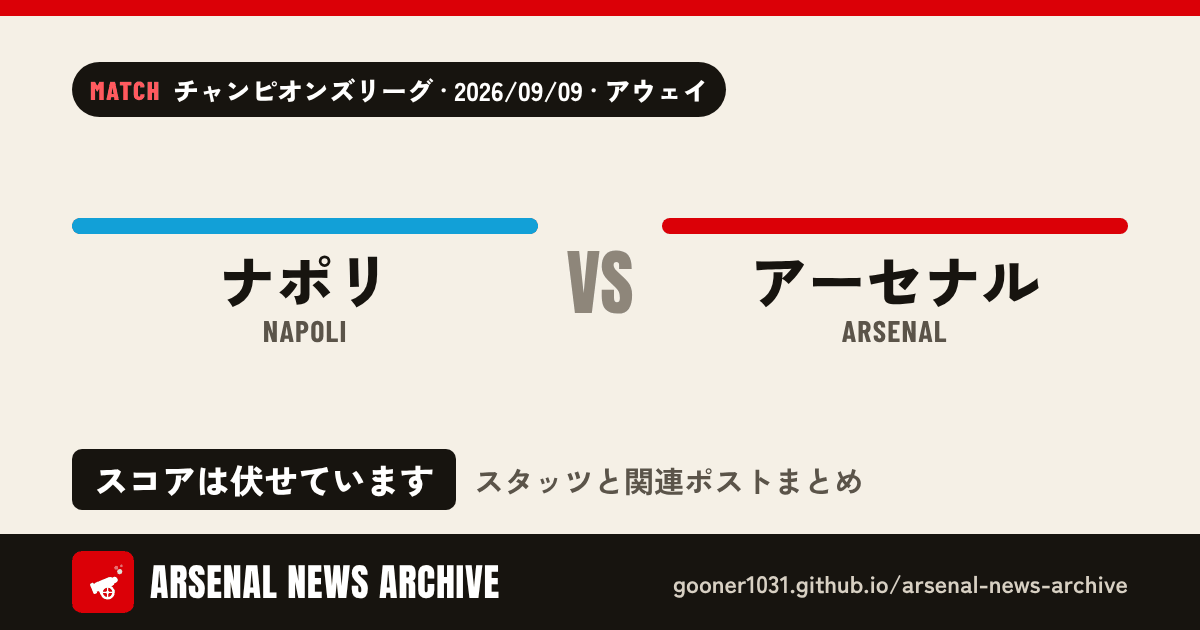 MATCH チャンピオンズリーグ · 2026/09/09 · アウェイ
ナポリ
NAPOLI
VS
アーセナル
ARSENAL
スコアは伏せています スタッツと関連ポストまとめ
ARSENAL NEWS ARCHIVE
gooner1031.github.io/arsenal-news-archive